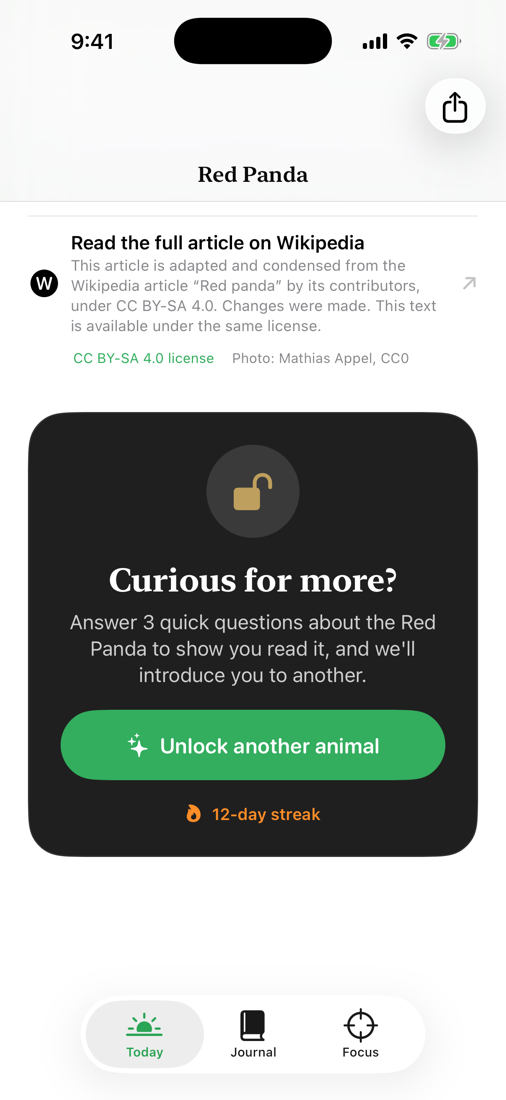 9:41
Red Panda
Read the full article on Wikipedia
W
This article is adapted and condensed from the
Wikipedia article “Red panda” by its contributors,
under CC BY-SA 4.0. Changes were made. This text
is available under the same license.
CC BY-SA 4.0 license Photo: Mathias Appel, CC0
Curious for more?
Answer 3 quick questions about the Red
Panda to show you read it, and we'll
introduce you to another.
Unlock another animal
12-day streak
Today Journal Focus